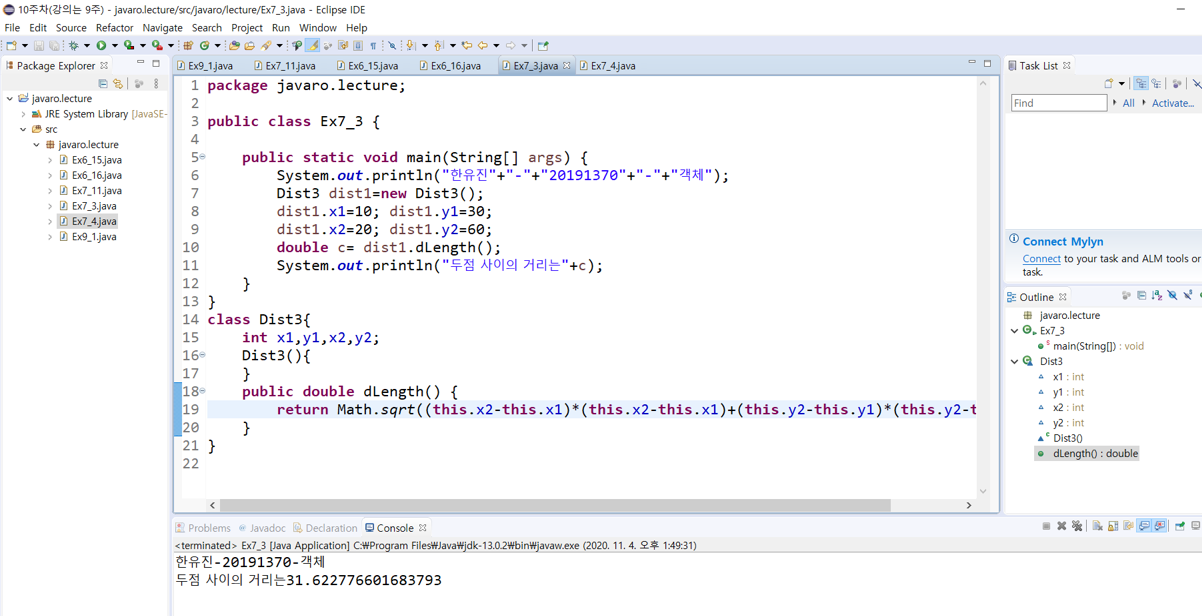 10주차(강의는 9주) - javaro.lecture/src/javaro/lecture/Ex7_3.java - Eclipse IDE
File Edit Source Refactor Navigate Search Project Run Window Help
Package Explorer
javaro.lecture
JRE System Library [JavaSE-
src
javaro.lecture
Ex6_15.java
Ex6_16.java
Ex7_11.java
Ex7_3.java
Ex7_4.java
Ex9_1.java
Ex9_1.java Ex7_11.java Ex6_15.java Ex6_16.java Ex7_3.java Ex7_4.java
1 package javaro.lecture;
2
3 public class Ex7_3 {
4
5 public static void main(String[] args) {
6 System.out.println("한유진"+"-"+"20191370"+"-"+"객체");
7 Dist3 dist1=new Dist3();
8 dist1.x1=10; dist1.y1=30;
9 dist1.x2=20; dist1.y2=60;
10 double c= dist1.dLength();
11 System.out.println("두점 사이의 거리는"+c);
12 }
13 }
14 class Dist3{
15 int x1,y1,x2,y2;
16 Dist3(){
17 }
18 public double dLength() {
19 return Math.sqrt((this.x2-this.x1)*(this.x2-this.x1)+(this.y2-this.y1)*(this.y2-t
20 }
21 }
22
Task List
Find All Activate...
Connect Mylyn
Connect to your task and ALM tools or
task.
Outline
javaro.lecture
Ex7_3
main(String[]) : void
Dist3
x1 : int
y1 : int
x2 : int
y2 : int
Dist3()
dLength() : double
Problems Javadoc Declaration Console
<terminated> Ex7_3 [Java Application] C:₩Program Files₩Java₩jdk-13.0.2₩bin₩javaw.exe (2020. 11. 4. 오후 1:49:31)
한유진-20191370-객체
두점 사이의 거리는31.622776601683793